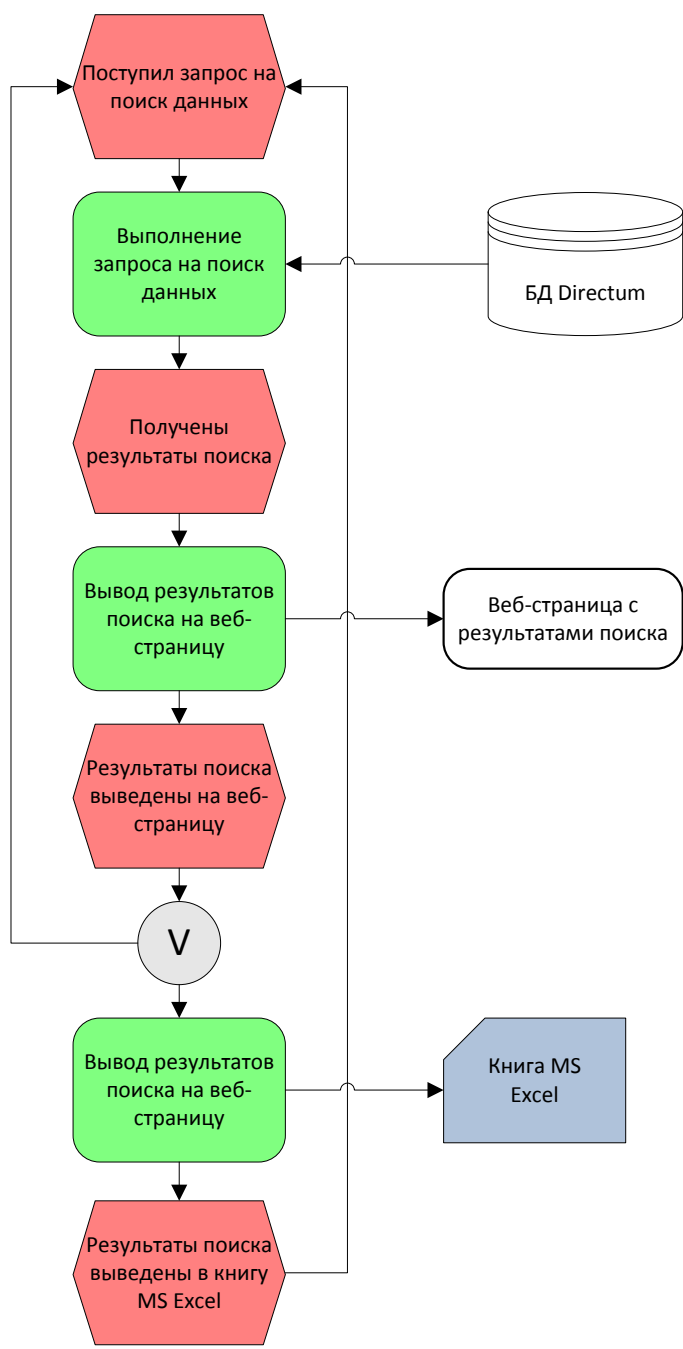 Поступил запрос на
поиск данных
Выполнение
запроса на поиск
данных
БД Directum
Получены
результаты поиска
Вывод результатов
поиска на веб-
страницу
Веб-страница с
результатами поиска
Результаты поиска
выведены на веб-
страницу
V
Вывод результатов
поиска на веб-
страницу
Книга MS
Excel
Результаты поиска
выведены в книгу
MS Excel